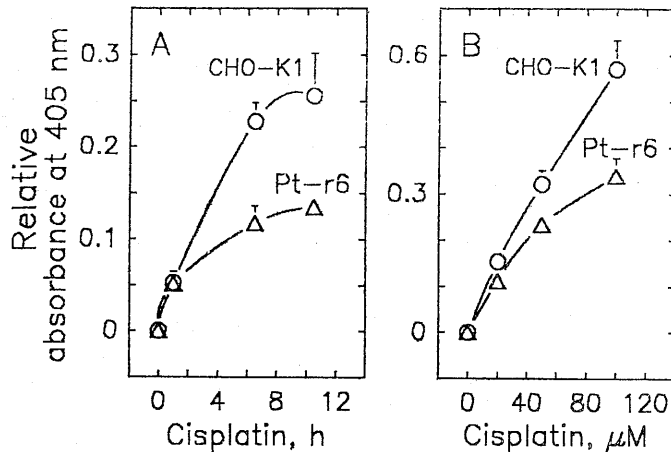 Relative
absorbance at 405 nm
A
CHO-K1
Pt-r6
0.3
0.2
0.1
0
0 4 8 12
Cisplatin, h
B
CHO-K1
Pt-r6
0.6
0.3
0
0 40 80 120
Cisplatin, μM